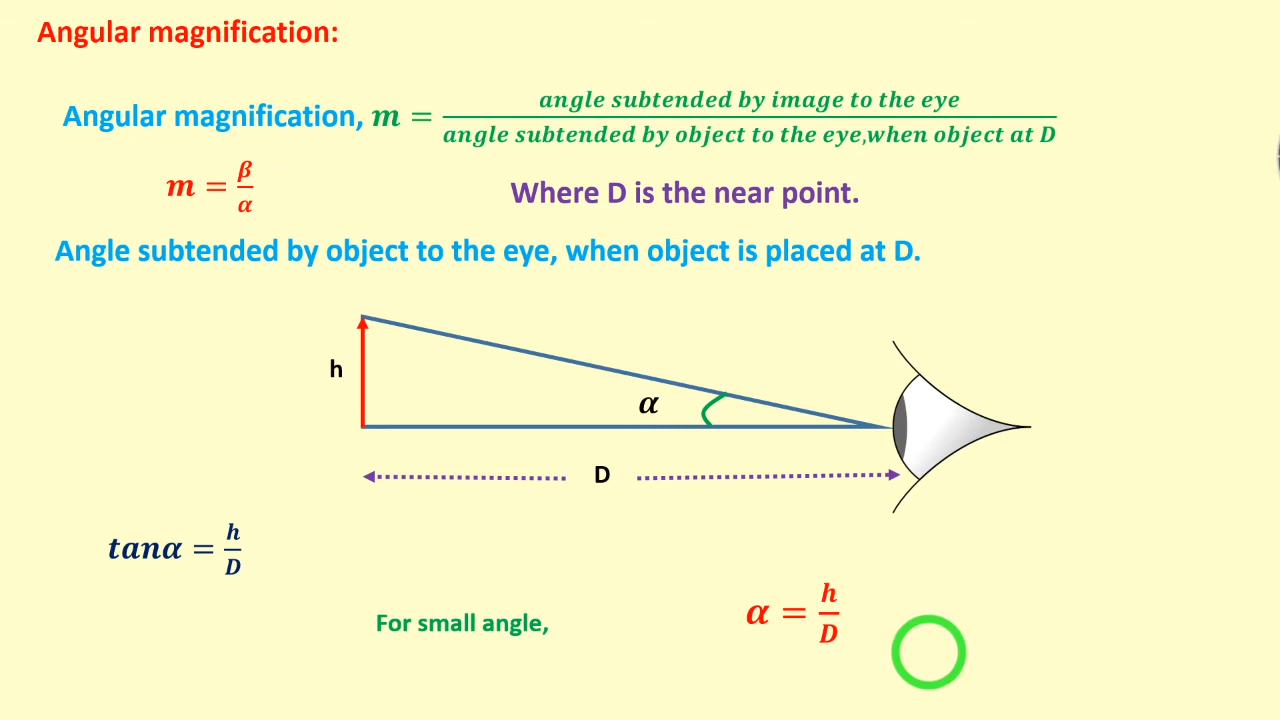 Angular magnification:
Angular magnification, m = angle subtended by image to the eye / angle subtended by object to the eye,when object at D
m = β/α
Where D is the near point.
Angle subtended by object to the eye, when object is placed at D.
h
α
D
tanα = h/D
For small angle,
α = h/D